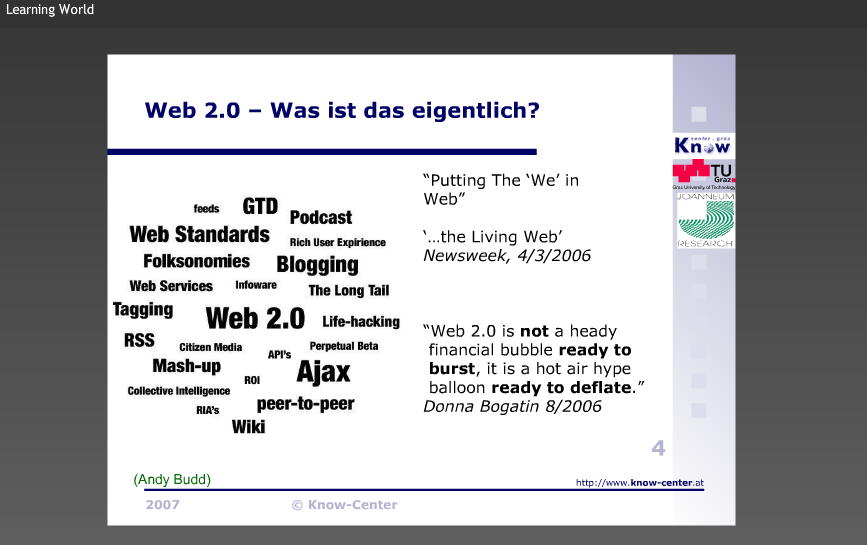 Learning World
Web 2.0 – Was ist das eigentlich?
center . graz
Know
TU
Graz
Graz University of Technology
JOANNEUM
RESEARCH
feeds
GTD
Podcast
Web Standards
Rich User Expirience
Folksonomies
Blogging
Web Services
Infoware
The Long Tail
Tagging
Web 2.0
Life-hacking
RSS
Citizen Media
API's
Perpetual Beta
Mash-up
ROI
Ajax
Collective Intelligence
RIA's
peer-to-peer
Wiki
“Putting The ‘We’ in
Web”
‘…the Living Web’
Newsweek, 4/3/2006
“Web 2.0 is not a heady
financial bubble ready to
burst, it is a hot air hype
balloon ready to deflate.”
Donna Bogatin 8/2006
4
(Andy Budd)
http://www.know-center.at
2007
© Know-Center